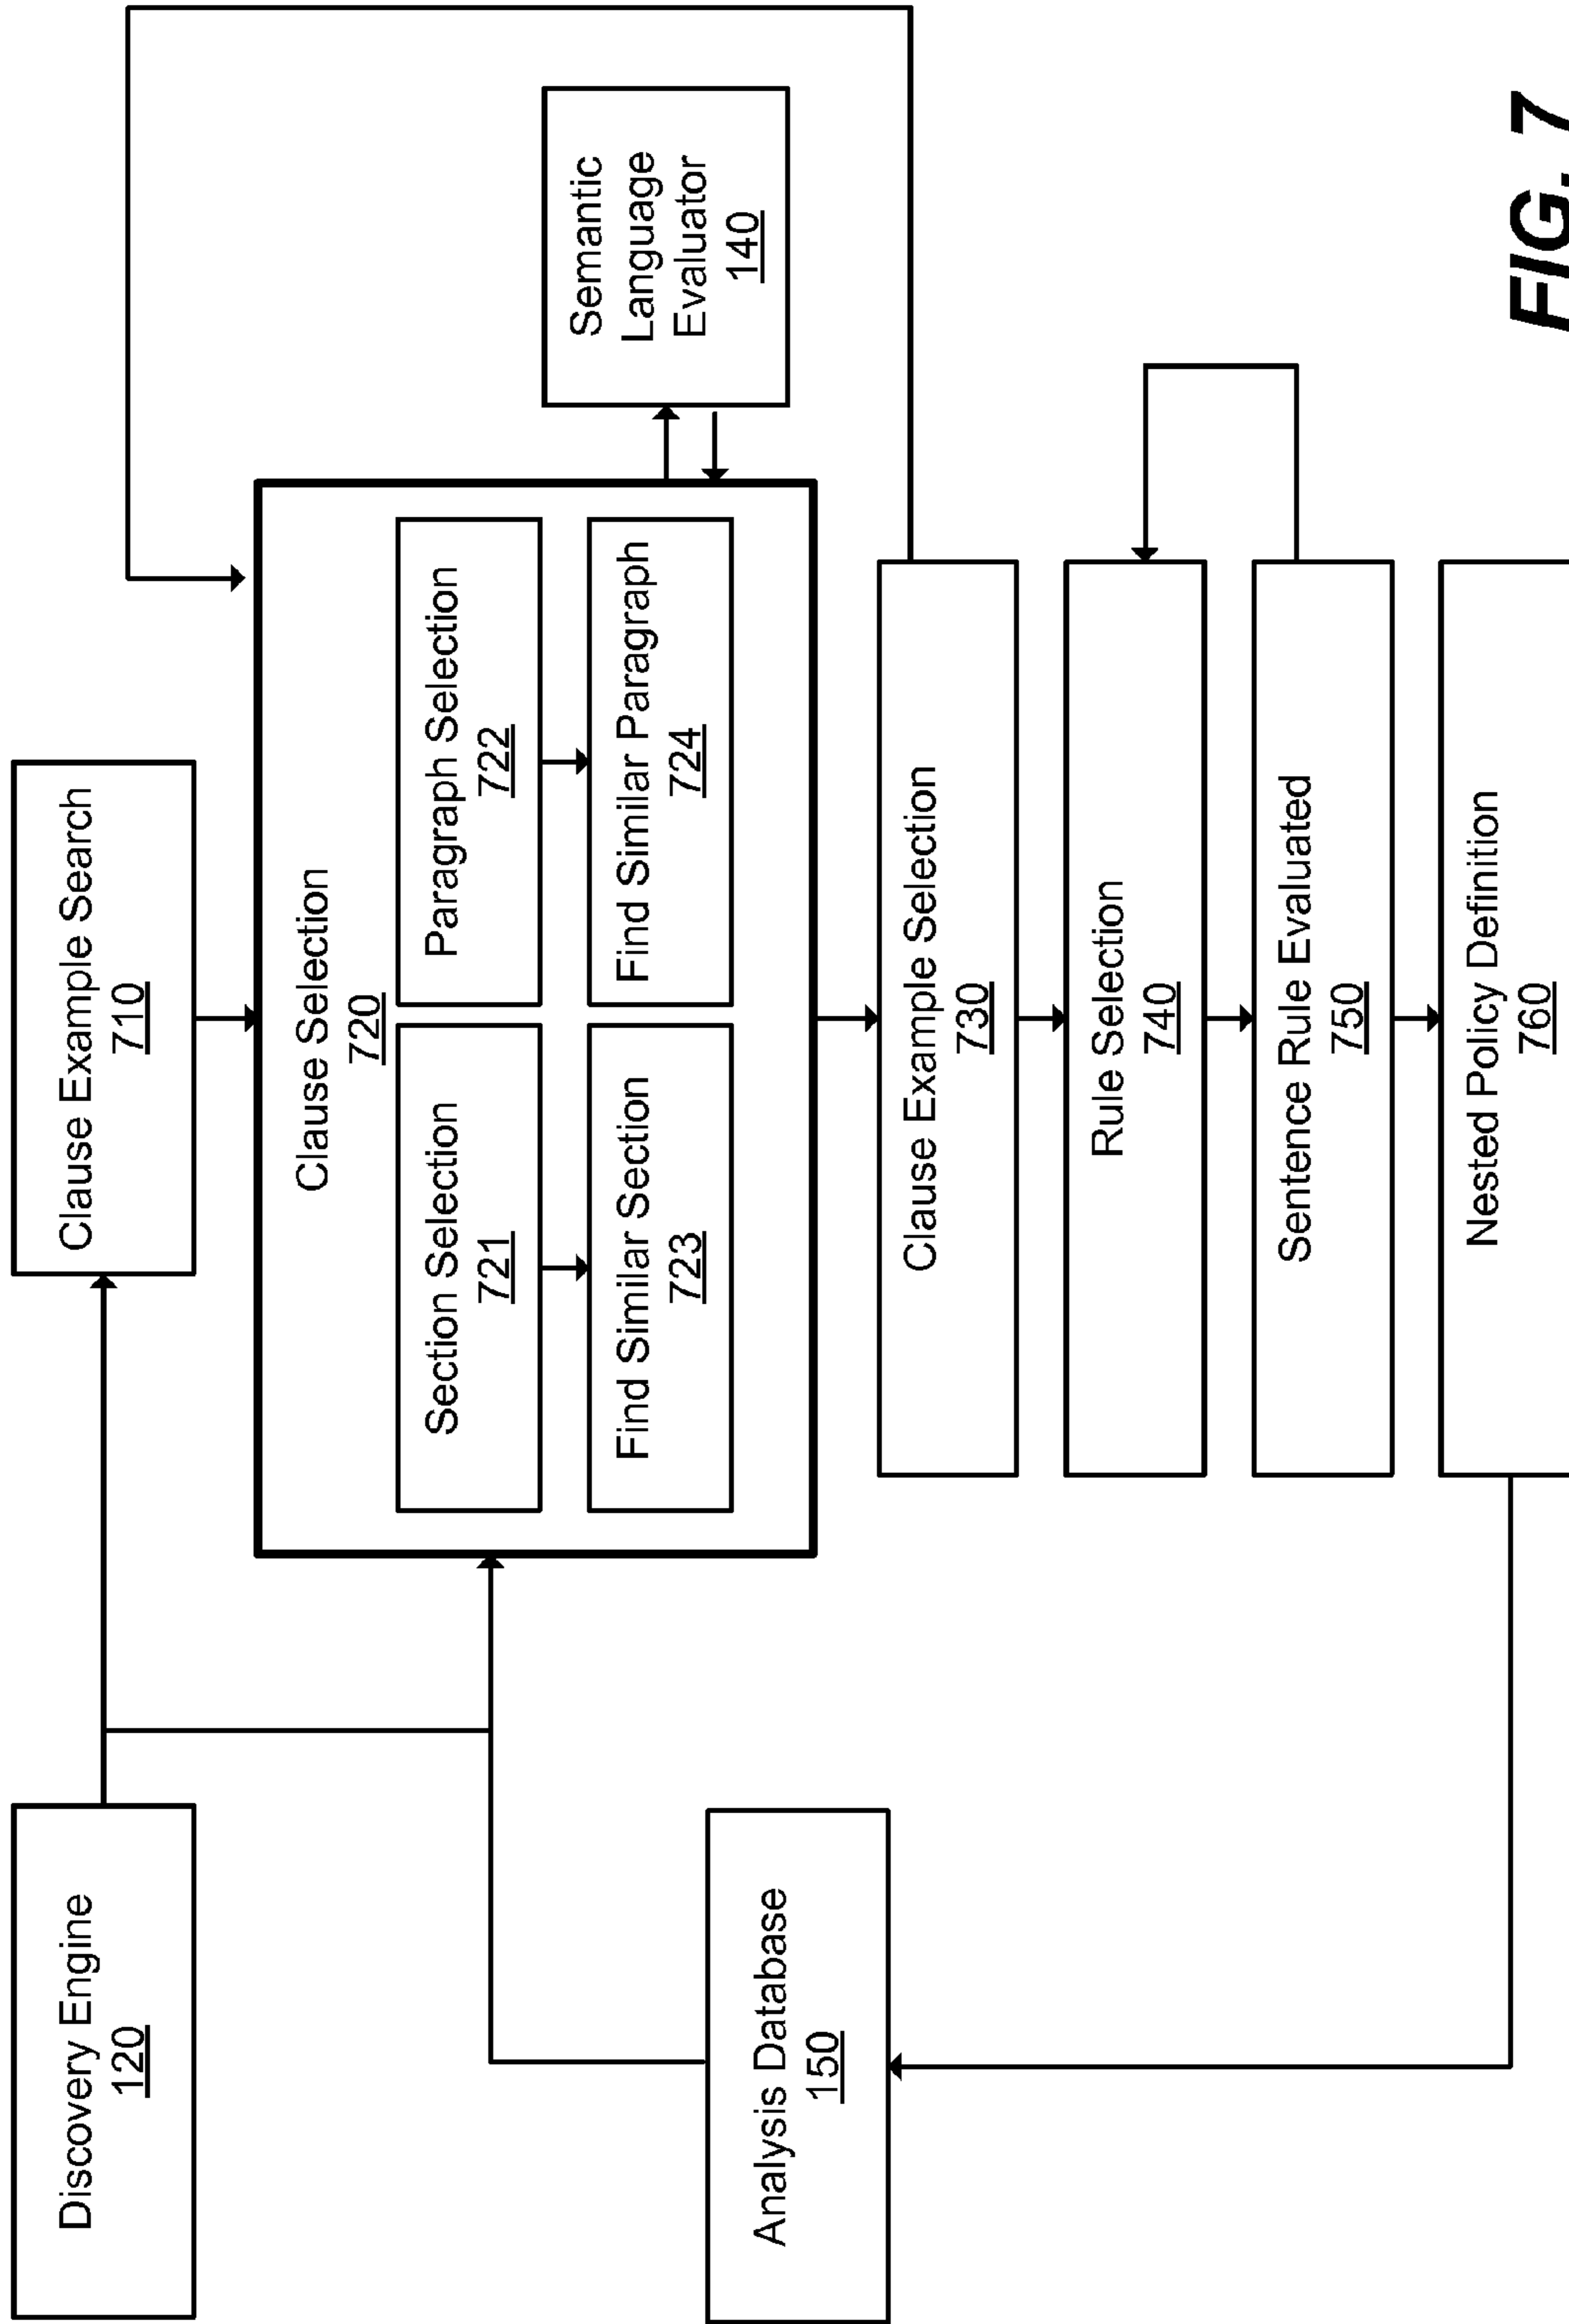 Discovery Engine
120
Clause Example Search
710
Clause Selection
720
Section Selection
721
Paragraph Selection
722
Find Similar Section
723
Find Similar Paragraph
724
Semantic
Language
Evaluator
140
Analysis Database
150
Clause Example Selection
730
Rule Selection
740
Sentence Rule Evaluated
750
Nested Policy Definition
760
FIG. 7